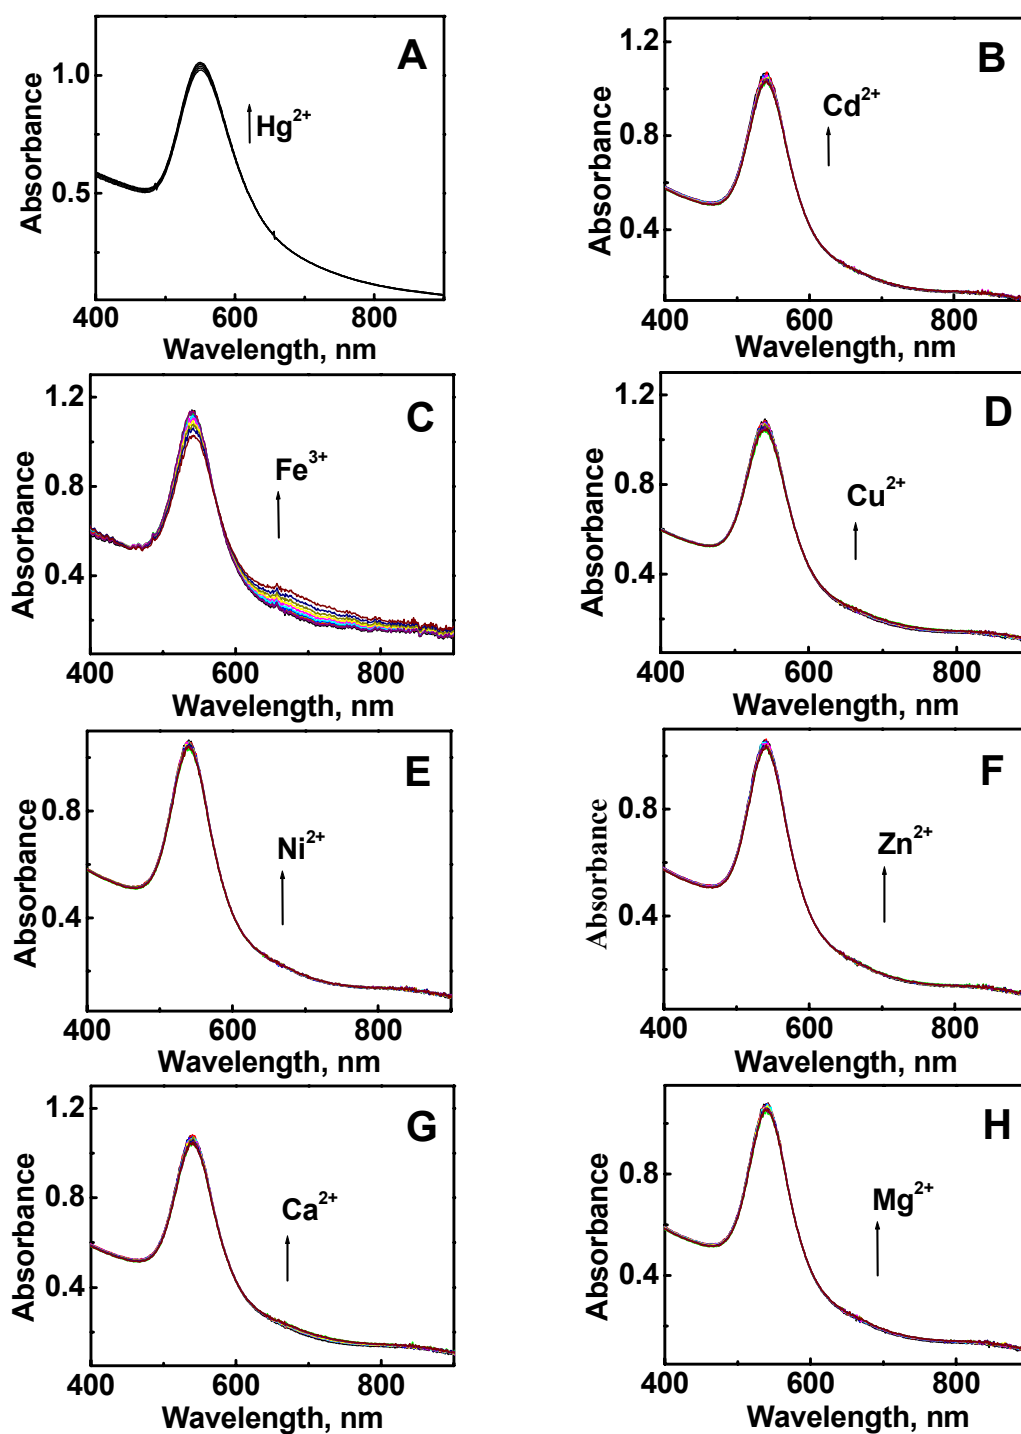 A
Absorbance
1.0
0.5
Hg2+
400 600 800
Wavelength, nm
B
Absorbance
1.2
0.8
0.4
Cd2+
400 600 800
Wavelength, nm
C
Absorbance
1.2
0.8
0.4
Fe3+
400 600 800
Wavelength, nm
D
Absorbance
1.2
0.8
0.4
Cu2+
400 600 800
Wavelength, nm
E
Absorbance
0.8
0.4
Ni2+
400 600 800
Wavelength, nm
F
Absorbance
0.8
0.4
Zn2+
400 600 800
Wavelength, nm
G
Absorbance
1.2
0.8
0.4
Ca2+
400 600 800
Wavelength, nm
H
Absorbance
0.8
0.4
Mg2+
400 600 800
Wavelength, nm